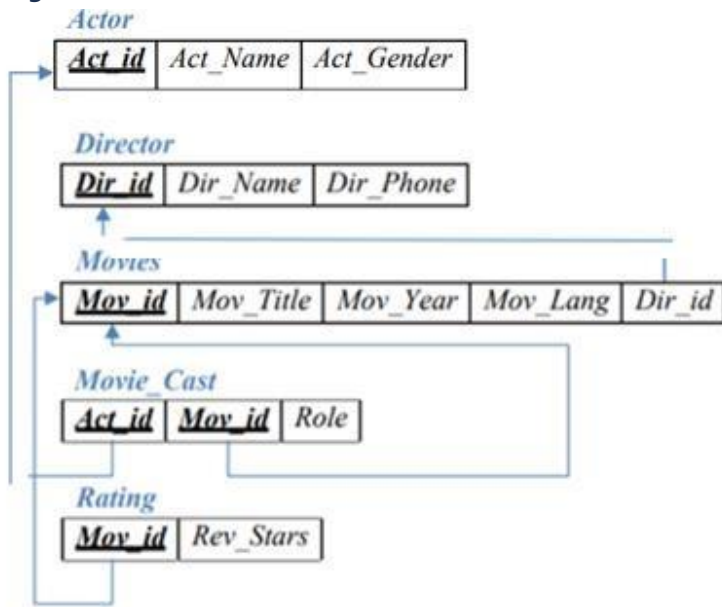 Actor
Act_id Act_Name Act_Gender
Director
Dir_id Dir_Name Dir_Phone
Movies
Mov_id Mov_Title Mov_Year Mov_Lang Dir_id
Movie_Cast
Act_id Mov_id Role
Rating
Mov_id Rev_Stars